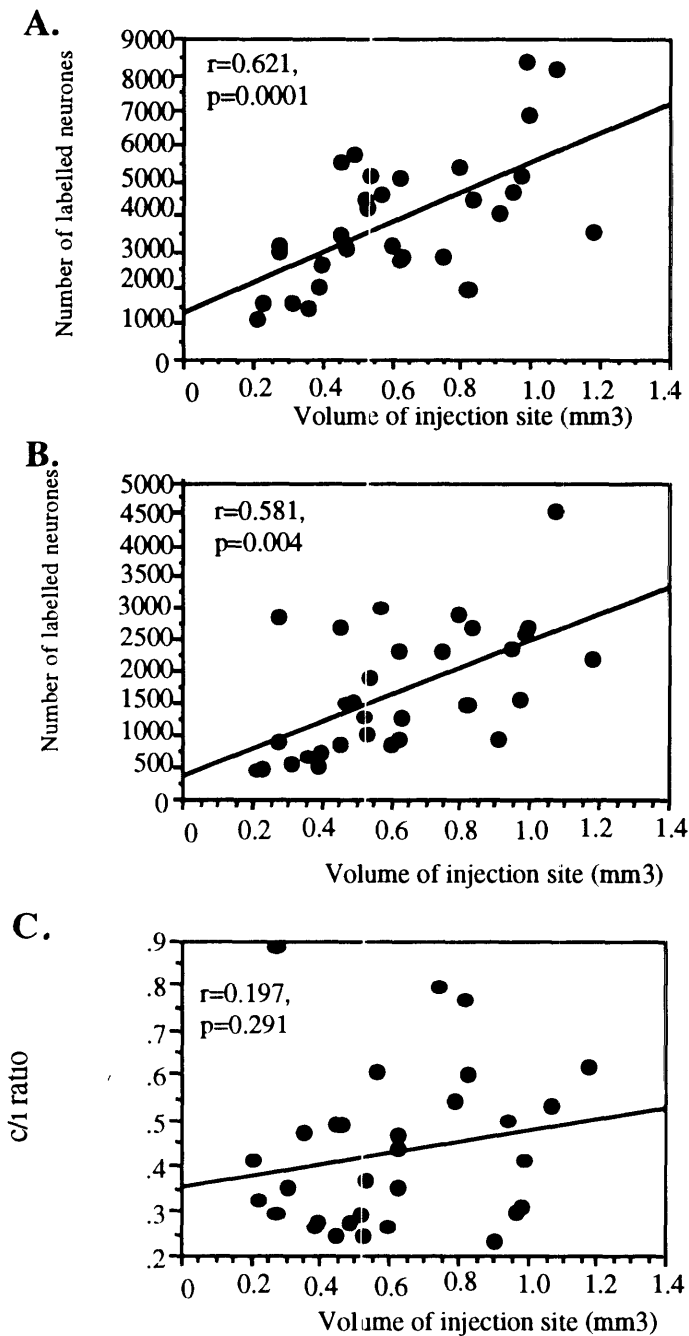 A.
Number of labelled neurones
9000
8000
7000
6000
5000
4000
3000
2000
1000
0
r=0.621,
p=0.0001
0 0.2 0.4 0.6 0.8 1.0 1.2 1.4
Volume of injection site (mm3)
B.
Number of labelled neurones
5000
4500
4000
3500
3000
2500
2000
1500
1000
500
0
r=0.581,
p=0.004
0 0.2 0.4 0.6 0.8 1.0 1.2 1.4
Volume of injection site (mm3)
C.
c/i ratio
.9
.8
.7
.6
.5
.4
.3
.2
r=0.197,
p=0.291
0 0.2 0.4 0.6 0.8 1.0 1.2 1.4
Volume of injection site (mm3)